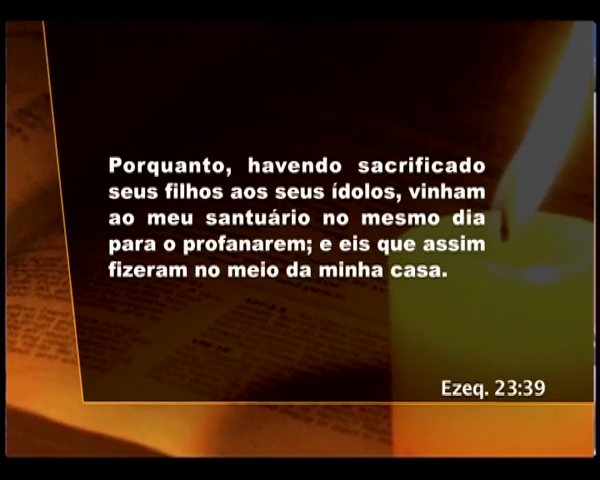 Porquanto, havendo sacrificado
seus filhos aos seus ídolos, vinham
ao meu santuário no mesmo dia
para o profanarem; e eis que assim
fizeram no meio da minha casa.
Ezeq. 23:39